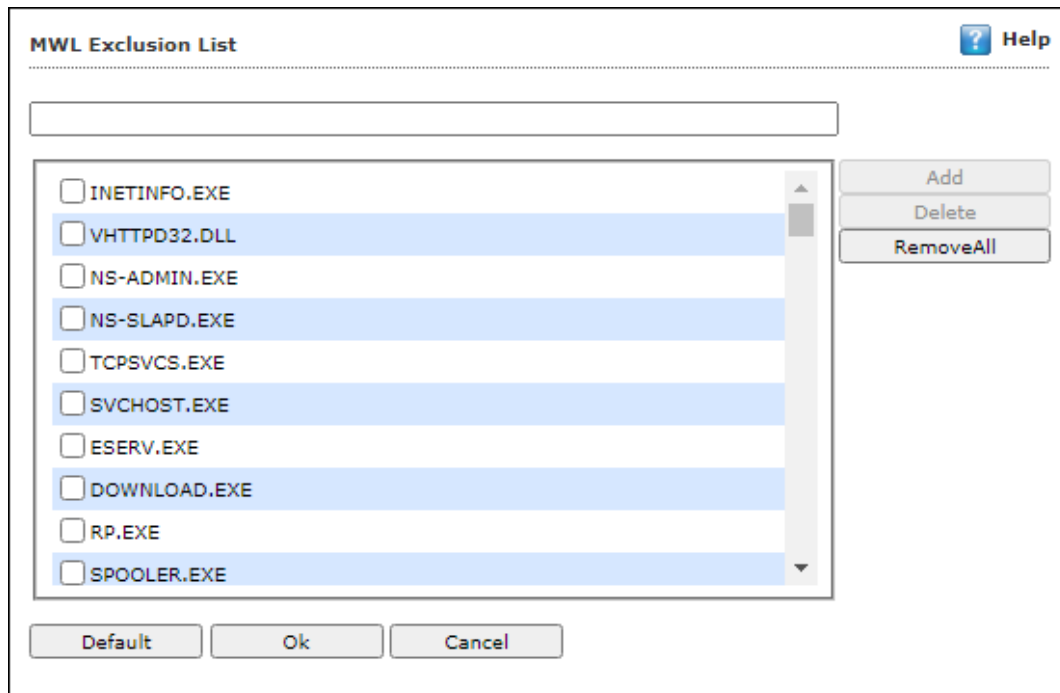 MWL Exclusion List
? Help
Add
Delete
RemoveAll
INETINFO.EXE
VHTTPD32.DLL
NS-ADMIN.EXE
NS-SLAPD.EXE
TCPSVCS.EXE
SVCHOST.EXE
ESERV.EXE
DOWNLOAD.EXE
RP.EXE
SPOOLER.EXE
Default Ok Cancel